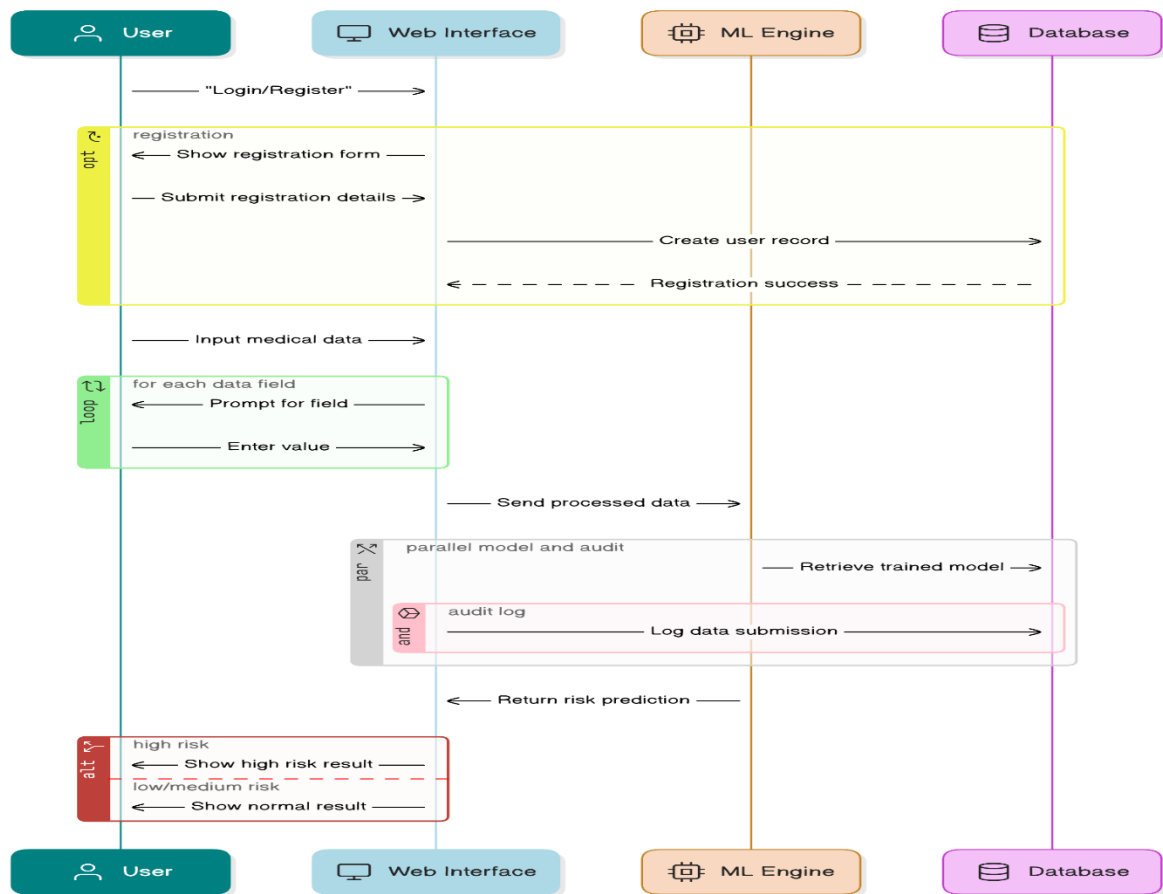 User Web Interface ML Engine Database
"Login/Register"
opt registration
Show registration form
Submit registration details
Create user record
Registration success
Input medical data
loop for each data field
Prompt for field
Enter value
Send processed data
par parallel model and audit
Retrieve trained model
and audit log
Log data submission
Return risk prediction
alt high risk
Show high risk result
low/medium risk
Show normal result
User Web Interface ML Engine Database